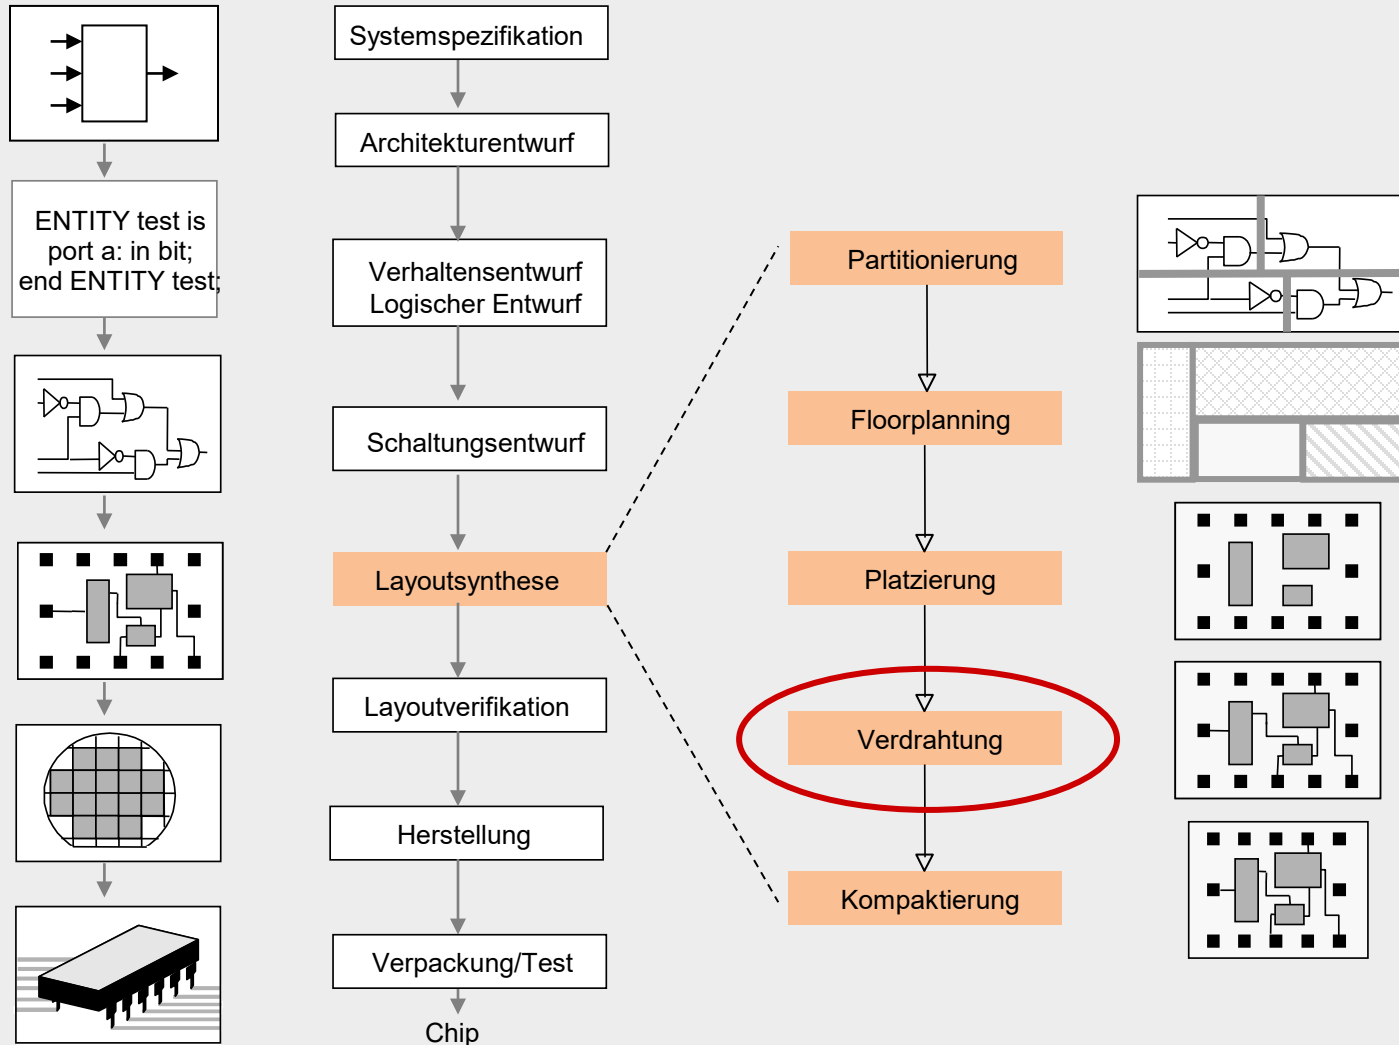 Systemspezifikation
Architekturentwurf
ENTITY test is
port a: in bit;
end ENTITY test;
Verhaltensentwurf
Logischer Entwurf
Schaltungsentwurf
Layoutsynthese
Layoutverifikation
Herstellung
Verpackung/Test
Chip
Partitionierung
Floorplanning
Platzierung
Verdrahtung
Kompaktierung